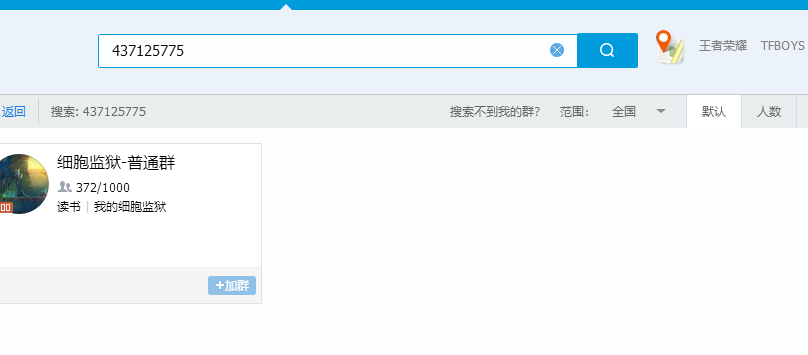 437125775
王者荣耀 TFBOYS
返回 搜索: 437125775 搜索不到我的群? 范围: 全国 默认 人数
细胞监狱-普通群
372/1000
读书 | 我的细胞监狱
+加群